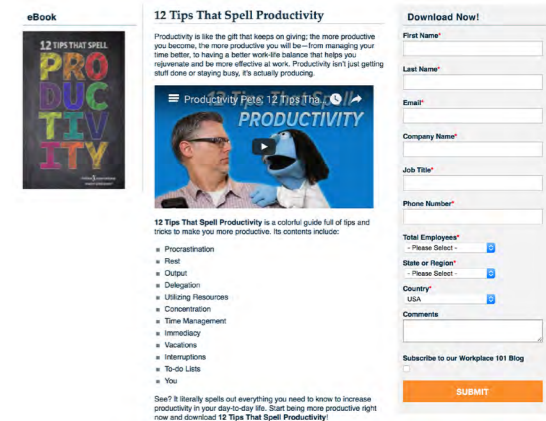 eBook
12 TIPS THAT SPELL
PRO
DUC
TIV
ITY
12 Tips That Spell Productivity
Productivity is like the gift that keeps on giving; the more productive
you become, the more productive you will be—from managing your
time better, to having a better work-life balance that helps you
rejuvenate and be more effective at work. Productivity isn't just getting
stuff done or staying busy, it's actually producing.
Productivity Pete: 12 Tips Tha...
PRODUCTIVITY
12 Tips That Spell Productivity is a colorful guide full of tips and
tricks to make you more productive. Its contents include:
Procrastination
Rest
Output
Delegation
Utilizing Resources
Concentration
Time Management
Immediacy
Vacations
Interruptions
To-do Lists
You
See? It literally spells out everything you need to know to increase
productivity in your day-to-day life. Start being more productive right
now and download 12 Tips That Spell Productivity!
Download Now!
First Name*
Last Name*
Email*
Company Name*
Job Title*
Phone Number*
Total Employees*
- Please Select -
State or Region*
- Please Select -
Country*
USA
Comments
Subscribe to our Workplace 101 Blog
SUBMIT